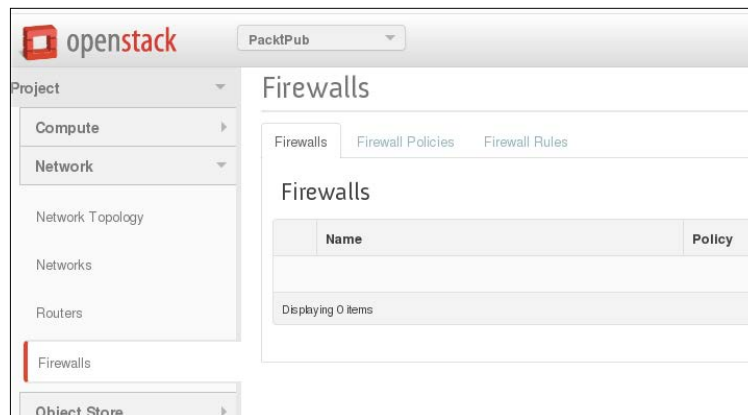 openstack
PacktPub
Project
Compute
Network
Network Topology
Networks
Routers
Firewalls
Object Store
Firewalls
Firewalls Firewall Policies Firewall Rules
Firewalls
Name Policy
Displaying 0 items